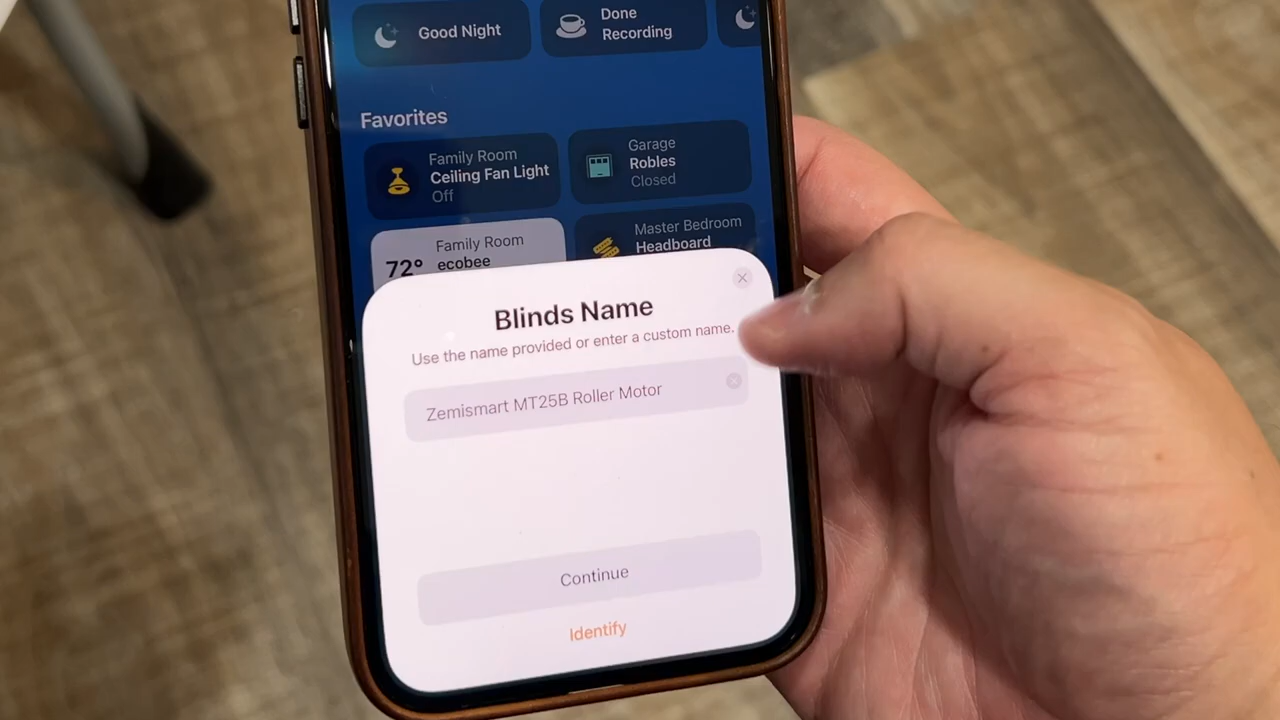 Good Night
Done
Recording
Favorites
Family Room
Ceiling Fan Light
Off
Garage
Robles
Closed
Family Room
72° ecobee
Master Bedroom
Headboard
Blinds Name
Use the name provided or enter a custom name.
Zemismart MT25B Roller Motor
Continue
Identify